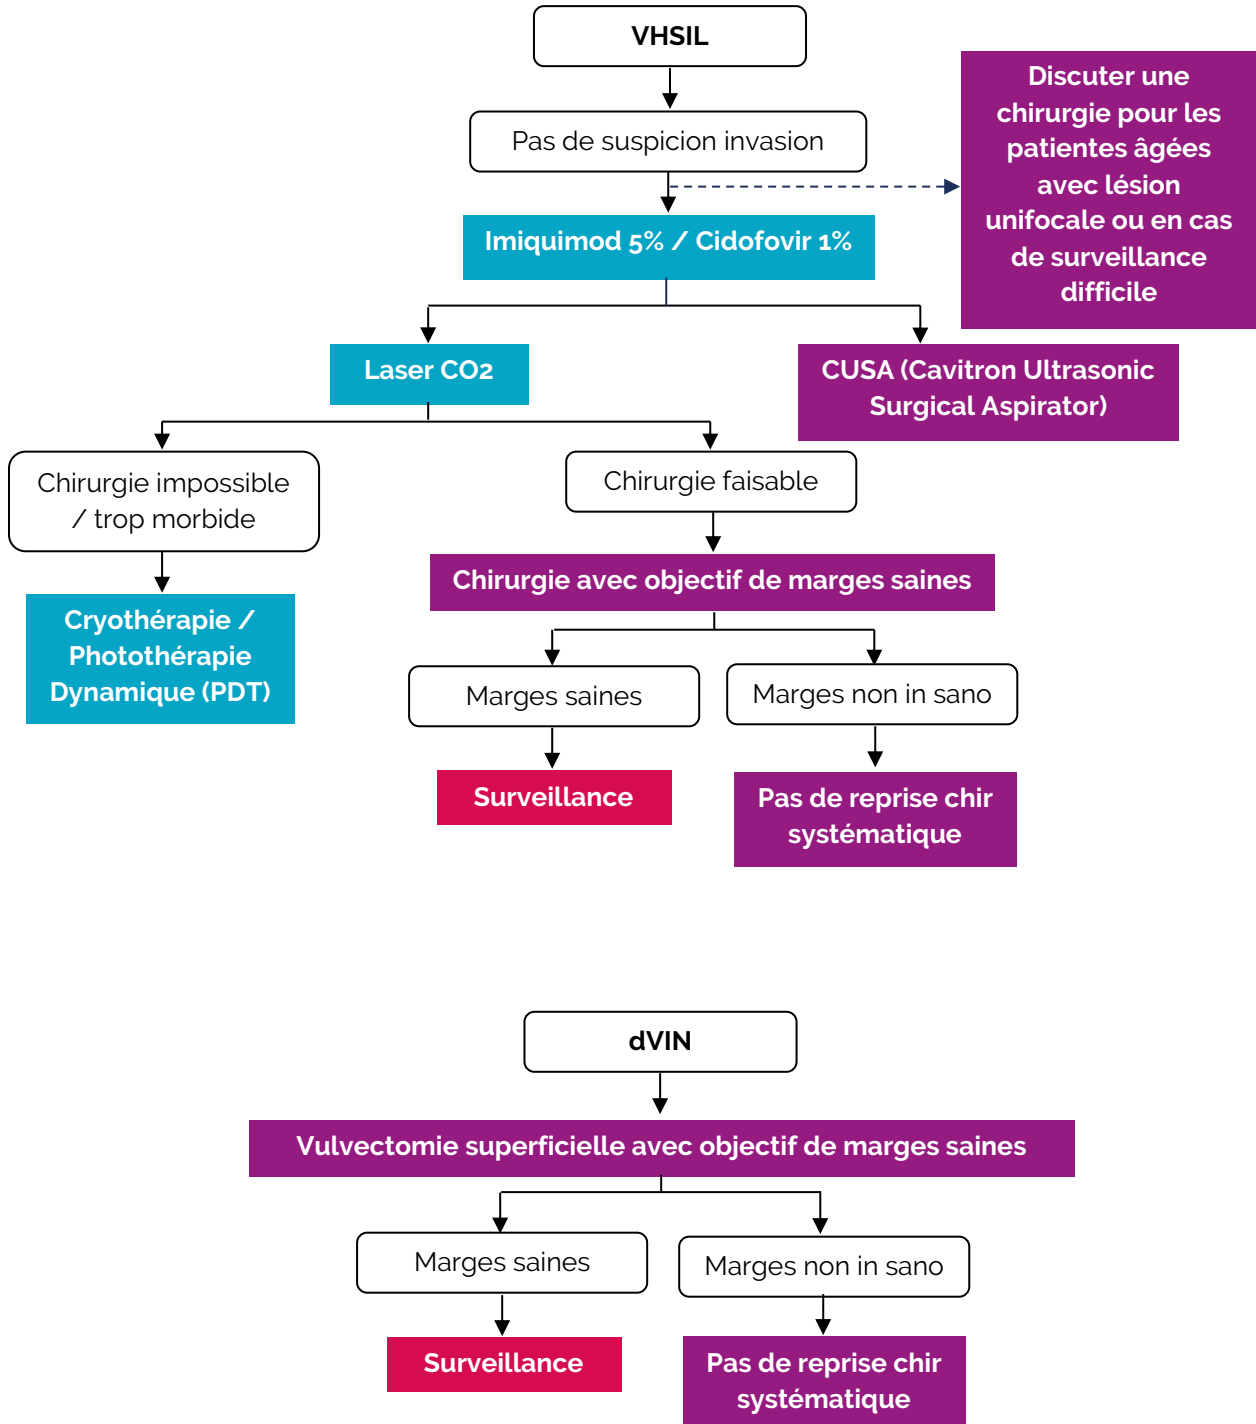 VHSIL
Discuter une
chirurgie pour les
patientes âgées
avec lésion
unifocale ou en cas
de surveillance
difficile
Pas de suspicion invasion
Imiquimod 5% / Cidofovir 1%
Laser CO2
CUSA (Cavitron Ultrasonic
Surgical Aspirator)
Chirurgie impossible
/ trop morbide
Chirurgie faisable
Chirurgie avec objectif de marges saines
Cryothérapie /
Photothérapie
Dynamique (PDT)
Marges saines
Marges non in sano
Surveillance
Pas de reprise chir
systématique
dVIN
Vulvectomie superficielle avec objectif de marges saines
Marges saines
Marges non in sano
Surveillance
Pas de reprise chir
systématique